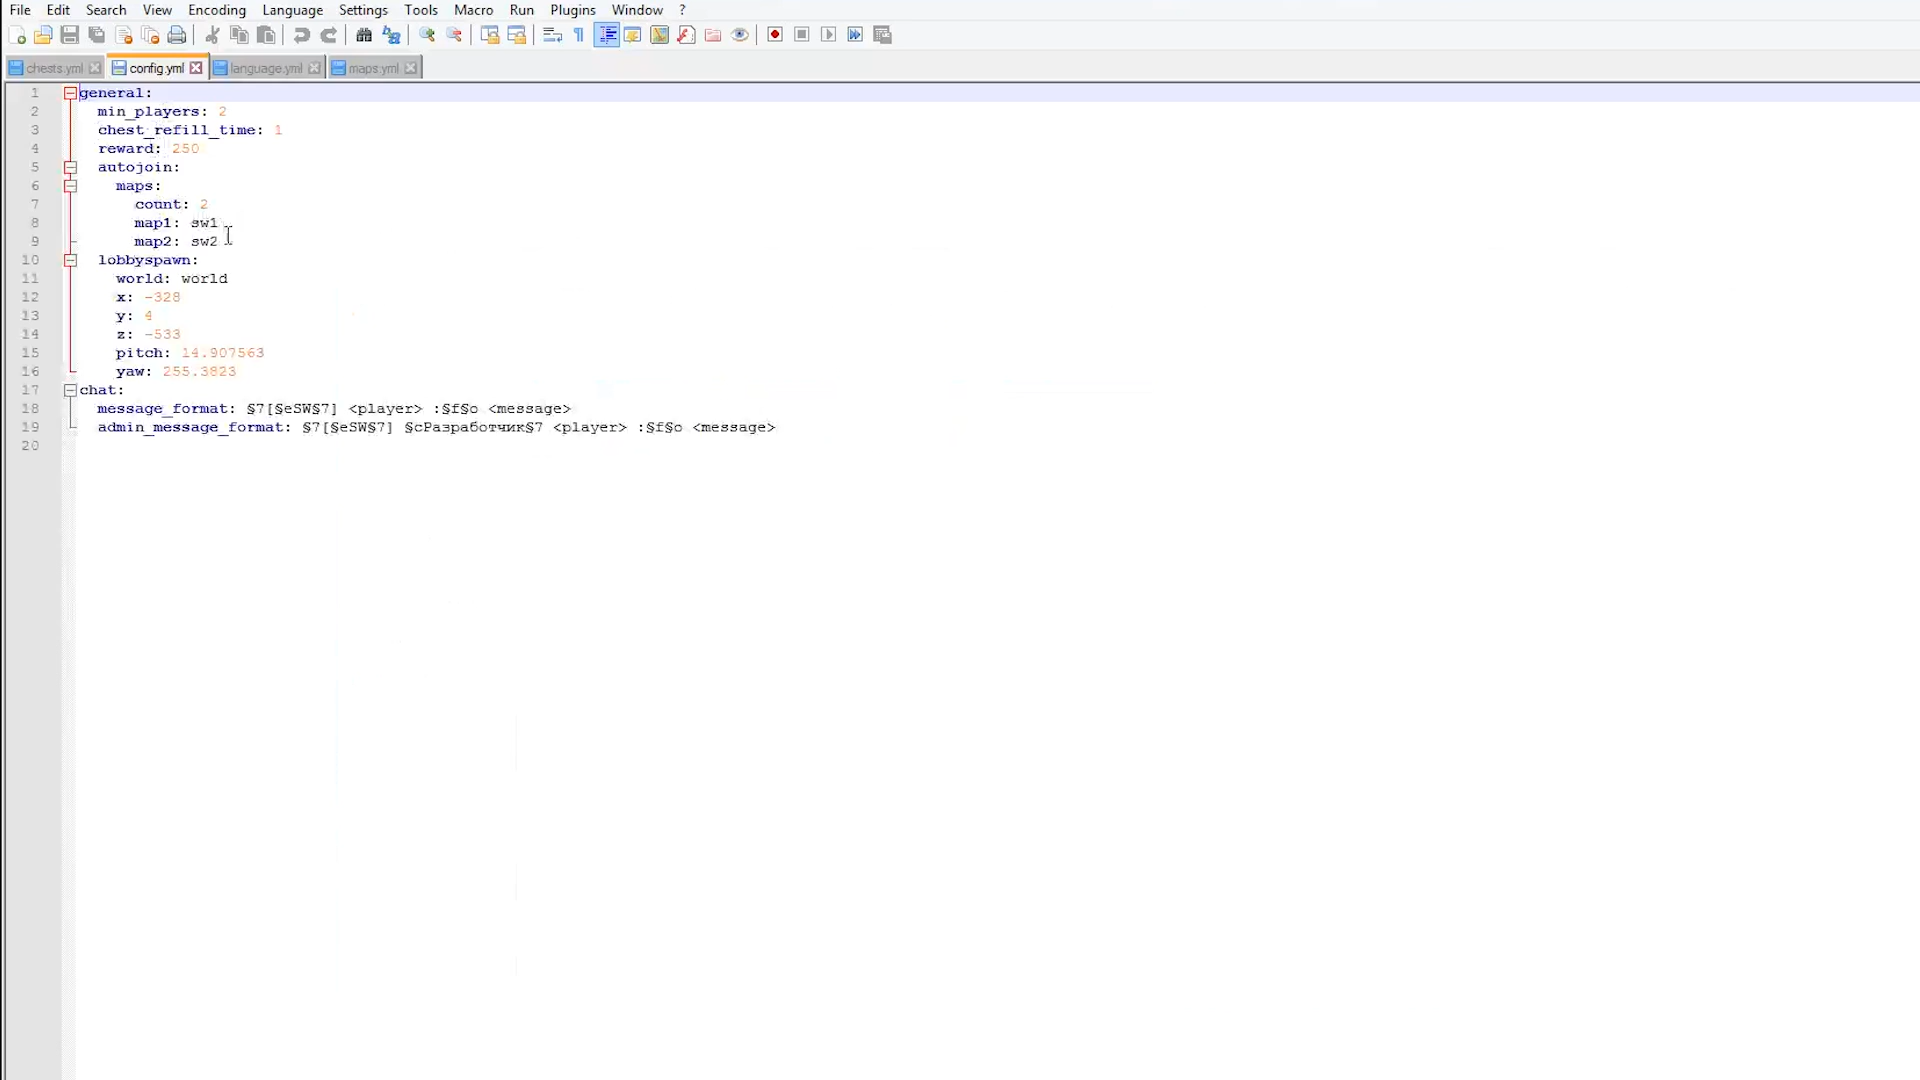 File Edit Search View Encoding Language Settings Tools Macro Run Plugins Window ?
chests.yml config.yml language.yml maps.yml
1 general:
2 min_players: 2
3 chest_refill_time: 1
4 reward: 250
5 autojoin:
6 maps:
7 count: 2
8 map1: sw1
9 map2: sw2
10 lobbyspawn:
11 world: world
12 x: -328
13 y: 4
14 z: -533
15 pitch: 14.907563
16 yaw: 255.3823
17 chat:
18 message_format: §7[§eSW§7] <player> :§f§o <message>
19 admin_message_format: §7[§eSW§7] §cРазработчик§7 <player> :§f§o <message>
20